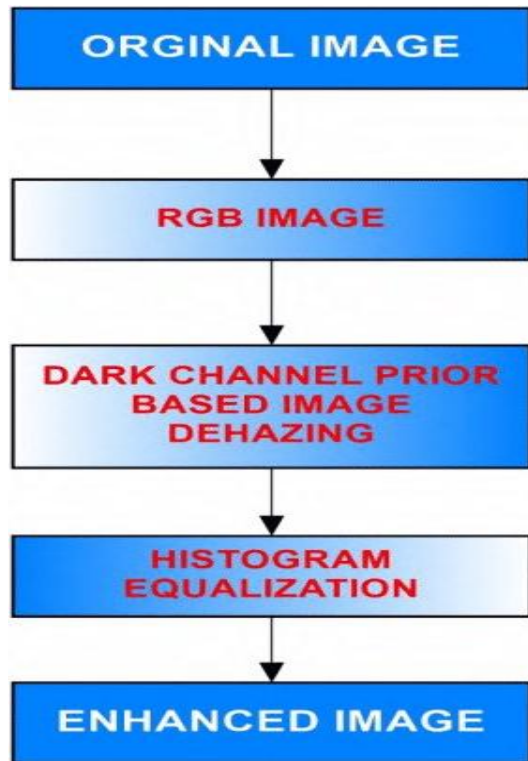 ORGINAL IMAGE
RGB IMAGE
DARK CHANNEL PRIOR
BASED IMAGE
DEHAZING
HISTOGRAM
EQUALIZATION
ENHANCED IMAGE